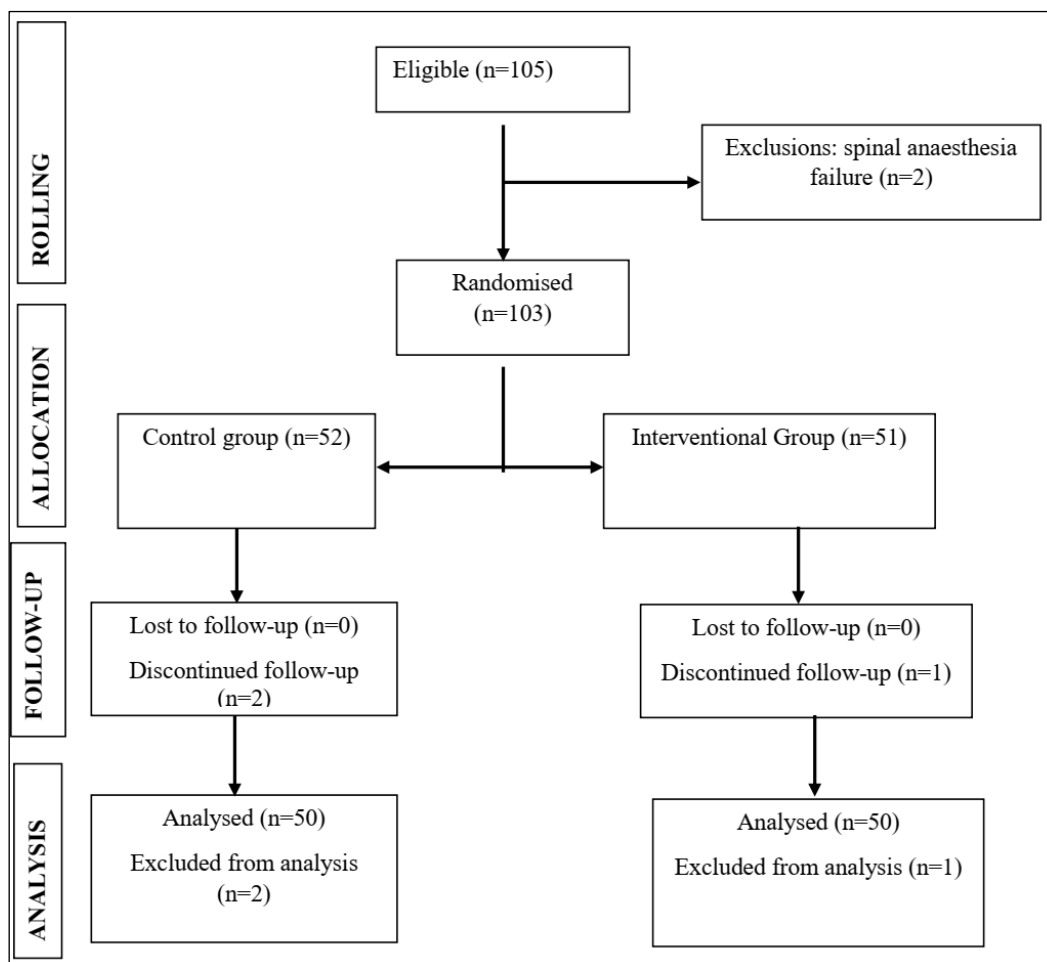 ROLLING
Eligible (n=105)
Exclusions: spinal anaesthesia
failure (n=2)
Randomised
(n=103)
ALLOCATION
Control group (n=52)
Interventional Group (n=51)
FOLLOW-UP
Lost to follow-up (n=0)
Discontinued follow-up
(n=2)
Lost to follow-up (n=0)
Discontinued follow-up (n=1)
ANALYSIS
Analysed (n=50)
Excluded from analysis
(n=2)
Analysed (n=50)
Excluded from analysis (n=1)